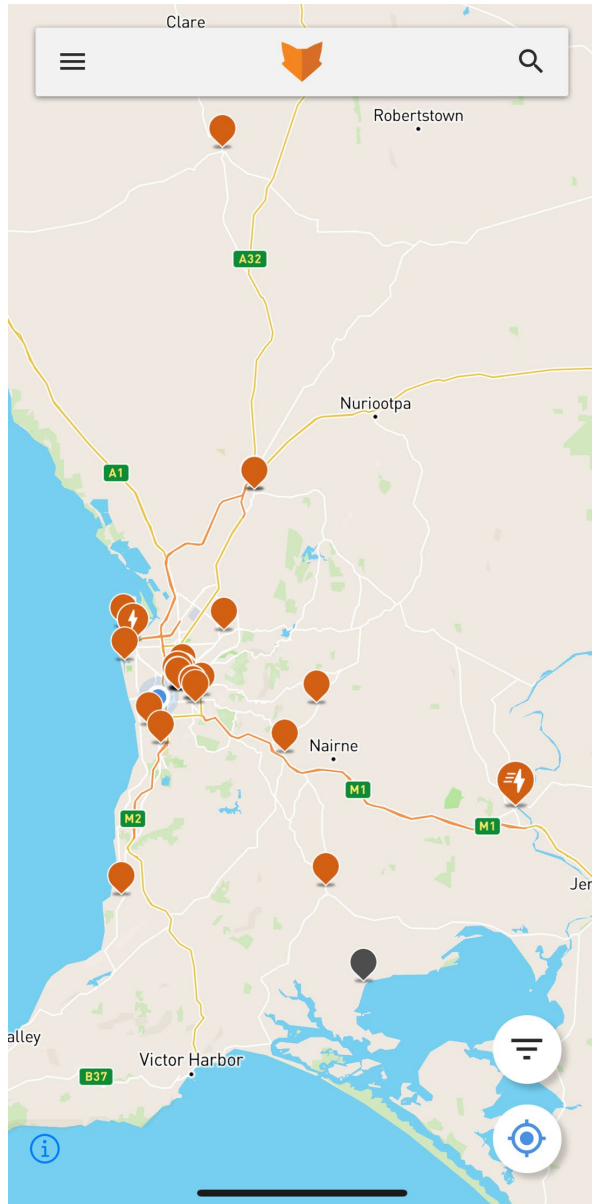 Clare
Robertstown
A32
Nuriootpa
A1
Nairne
M1
M2
M1
Jer
alley
Victor Harbor
B37
i